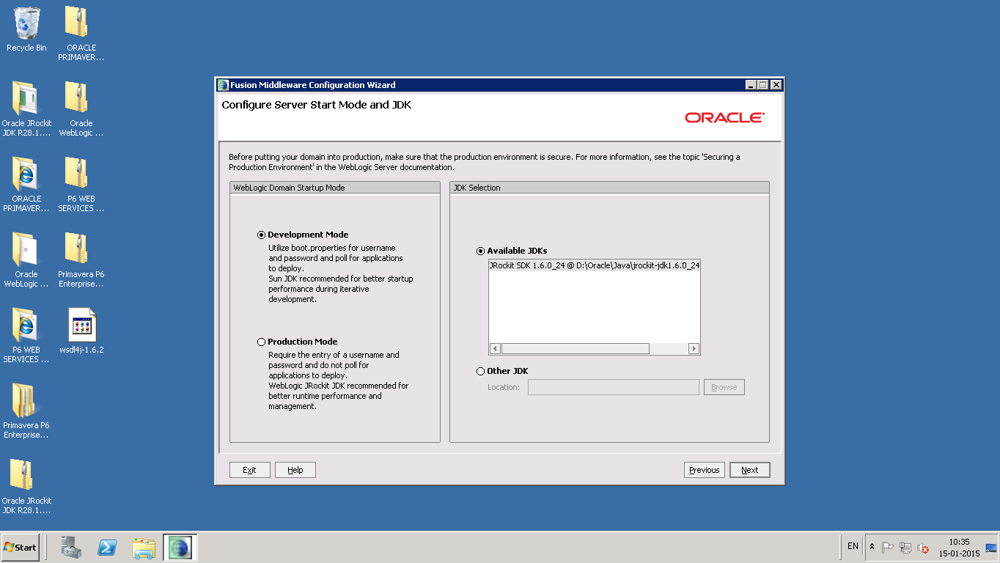 Recycle Bin
ORACLE
PRIMAVER...
Oracle JRockit
JDK R28.1....
Oracle
WebLogic ...
ORACLE
PRIMAVER...
P6 WEB
SERVICES ...
Oracle
WebLogic ...
Primavera P6
Enterprise...
P6 WEB
SERVICES ...
wsdl4j-1.6.2
Primavera P6
Enterprise...
Oracle JRockit
JDK R28.1....
Fusion Middleware Configuration Wizard
Configure Server Start Mode and JDK
ORACLE
Before putting your domain into production, make sure that the production environment is secure. For more information, see the topic 'Securing a
Production Environment' in the WebLogic Server documentation.
WebLogic Domain Startup Mode
Development Mode
Utilize boot.properties for username
and password and poll for applications
to deploy.
Sun JDK recommended for better startup
performance during iterative
development.
Production Mode
Require the entry of a username and
password and do not poll for
applications to deploy.
WebLogic JRockit JDK recommended for
better runtime performance and
management.
JDK Selection
Available JDKs
JRockit SDK 1.6.0_24 @ D:\Oracle\Java\jrockit-jdk1.6.0_24
Other JDK
Location:
Browse
Exit
Help
Previous
Next
Start
EN
10:35
15-01-2015